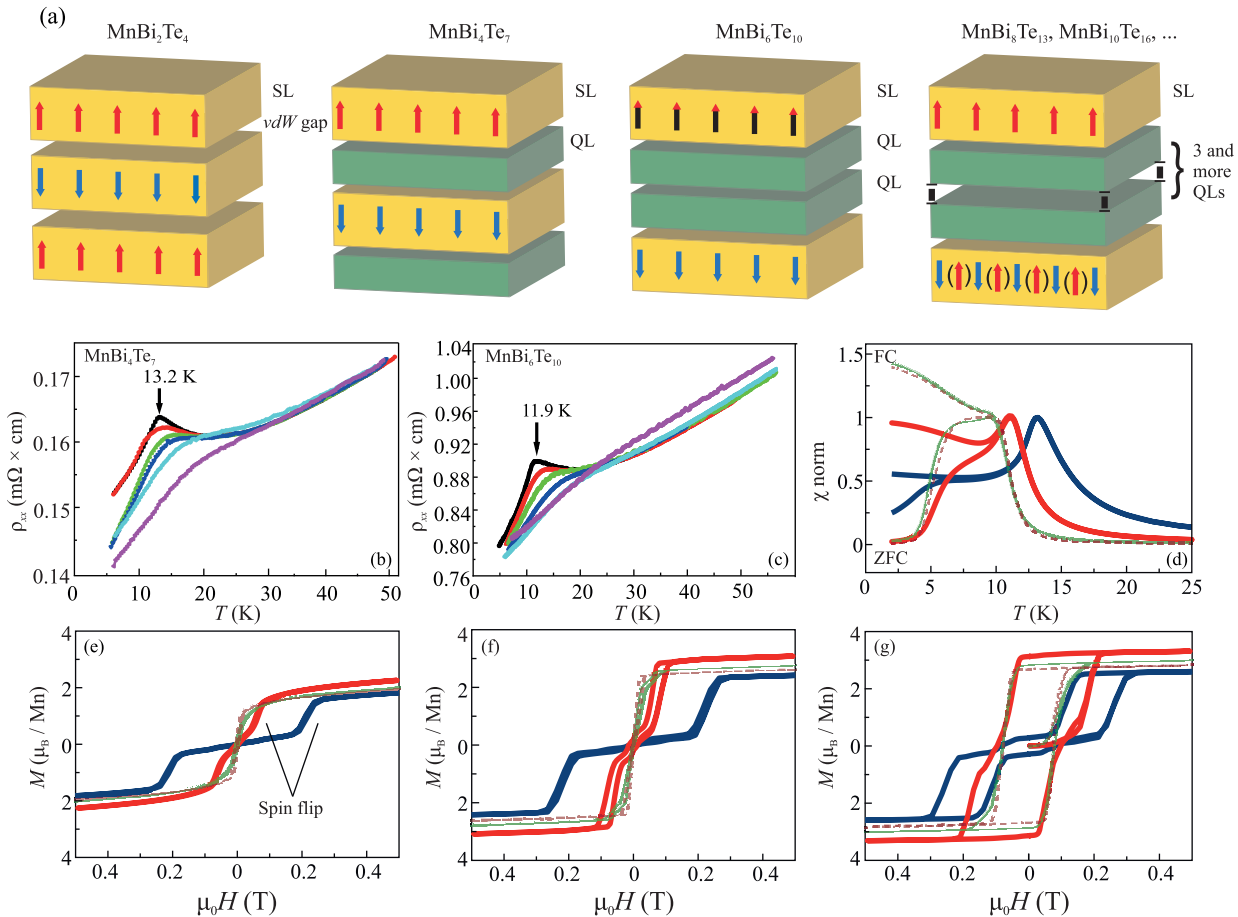 (a)
MnBi₂Te₄
MnBi₄Te₇
MnBi₆Te₁₀
MnBi₈Te₁₃, MnBi₁₀Te₁₆, ...
SL
vdW gap
SL
QL
SL
QL
QL
SL
3 and
more
QLs
( ) ( ) ( ) ( )
MnBi₄Te₇
13.2 K
0.17
0.16
0.15
0.14
ρxx (mΩ × cm)
(b)
0 10 20 30 40 50
T (K)
MnBi₆Te₁₀
11.9 K
1.04
1.00
0.96
0.92
0.88
0.84
0.80
0.76
ρxx (mΩ × cm)
(c)
0 10 20 30 40 50
T (K)
FC
1.5
1
0.5
0
χ norm
ZFC
(d)
0 5 10 15 20 25
T (K)
(e)
4
2
0
2
4
M (μB / Mn)
Spin flip
0.4 0.2 0 0.2 0.4
μ₀H (T)
(f)
4
2
0
2
4
M (μB / Mn)
0.4 0.2 0 0.2 0.4
μ₀H (T)
(g)
4
2
0
2
4
M (μB / Mn)
0.4 0.2 0 0.2 0.4
μ₀H (T)